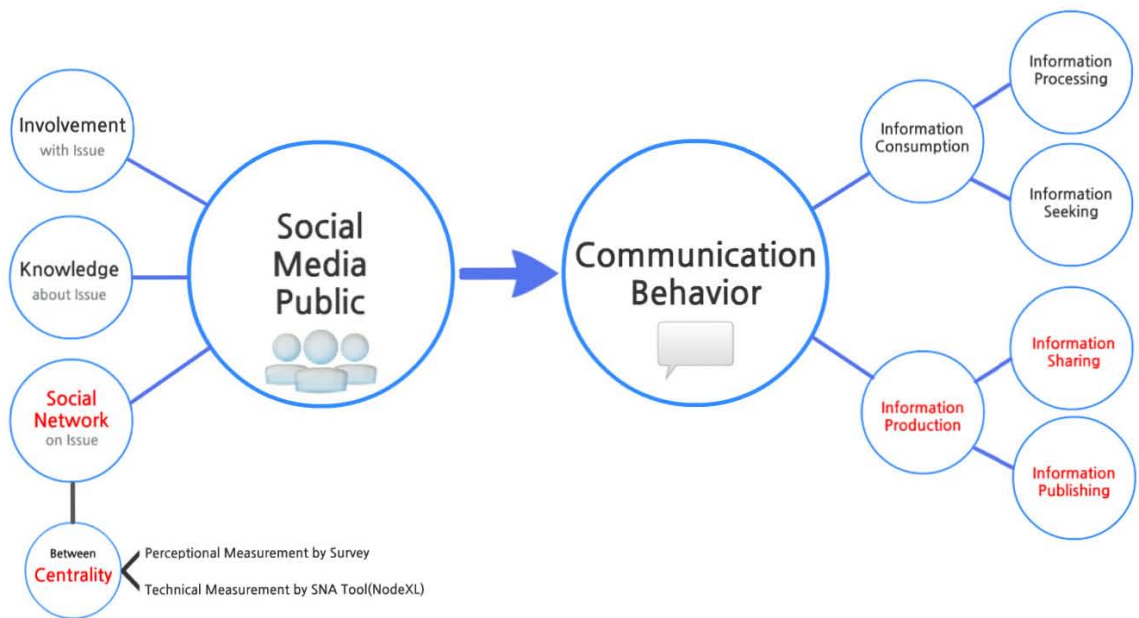 Involvement
with Issue
Knowledge
about Issue
Social
Network
on Issue
Between
Centrality
Perceptional Measurement by Survey
Technical Measurement by SNA Tool(NodeXL)
Social
Media
Public
Communication
Behavior
Information
Consumption
Information
Processing
Information
Seeking
Information
Production
Information
Sharing
Information
Publishing